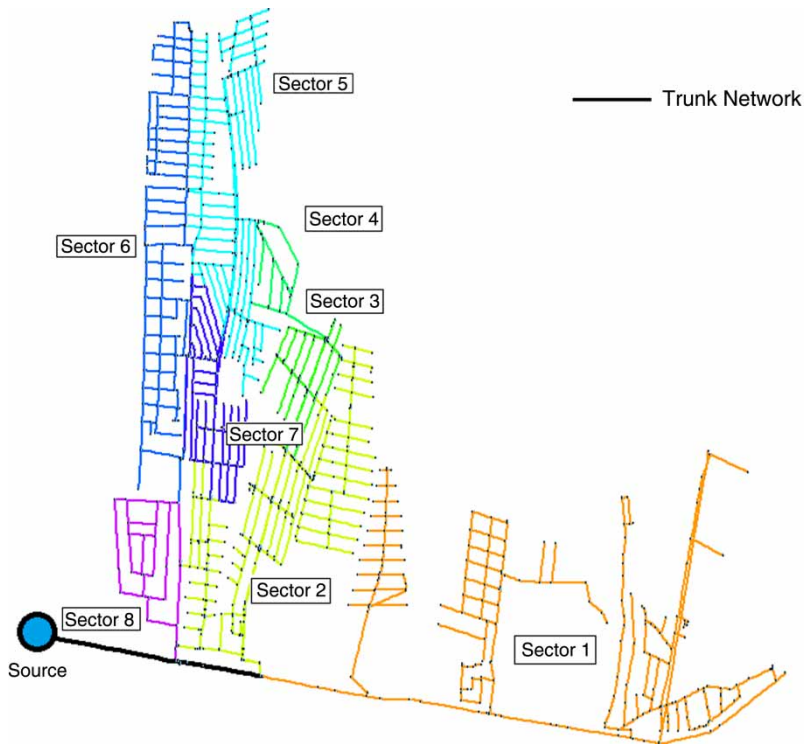 Sector 5
Trunk Network
Sector 4
Sector 6
Sector 3
Sector 7
Sector 2
Sector 8
Sector 1
Source